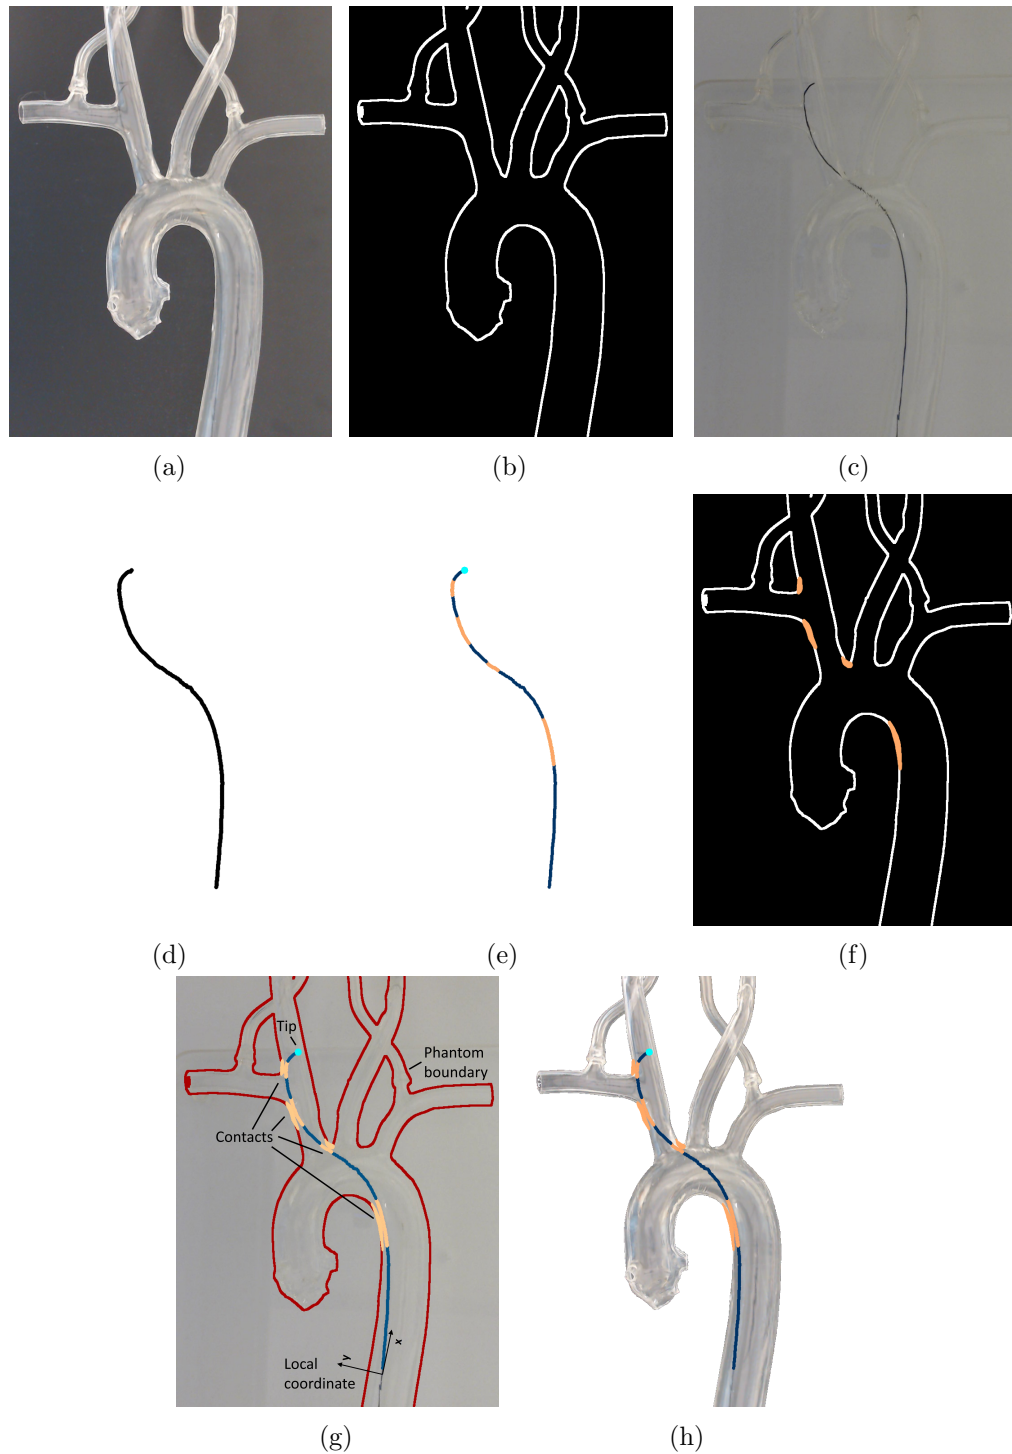 (a)
(b)
(c)
(d)
(e)
(f)
Tip
Phantom
boundary
Contacts
x
y
Local
coordinate
(g)
(h)